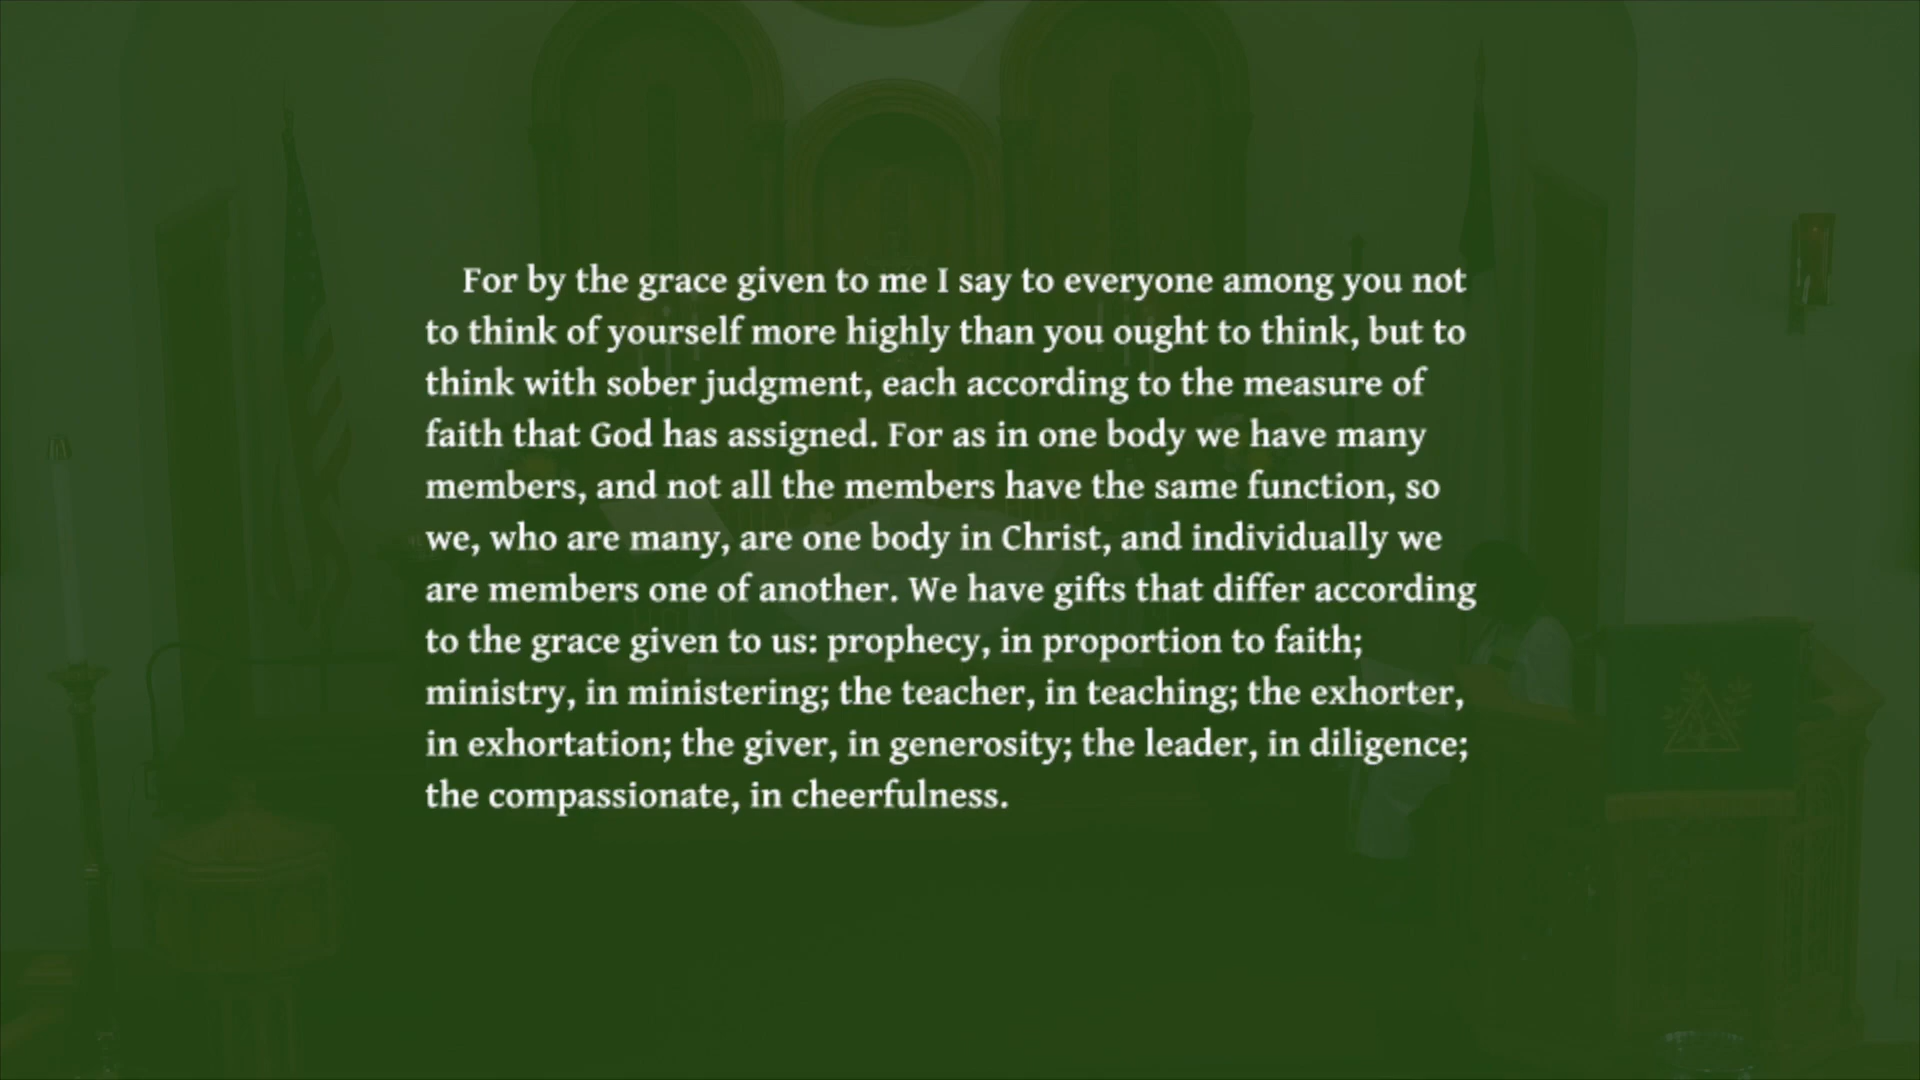 For by the grace given to me I say to everyone among you not
to think of yourself more highly than you ought to think, but to
think with sober judgment, each according to the measure of
faith that God has assigned. For as in one body we have many
members, and not all the members have the same function, so
we, who are many, are one body in Christ, and individually we
are members one of another. We have gifts that differ according
to the grace given to us: prophecy, in proportion to faith;
ministry, in ministering; the teacher, in teaching; the exhorter,
in exhortation; the giver, in generosity; the leader, in diligence;
the compassionate, in cheerfulness.